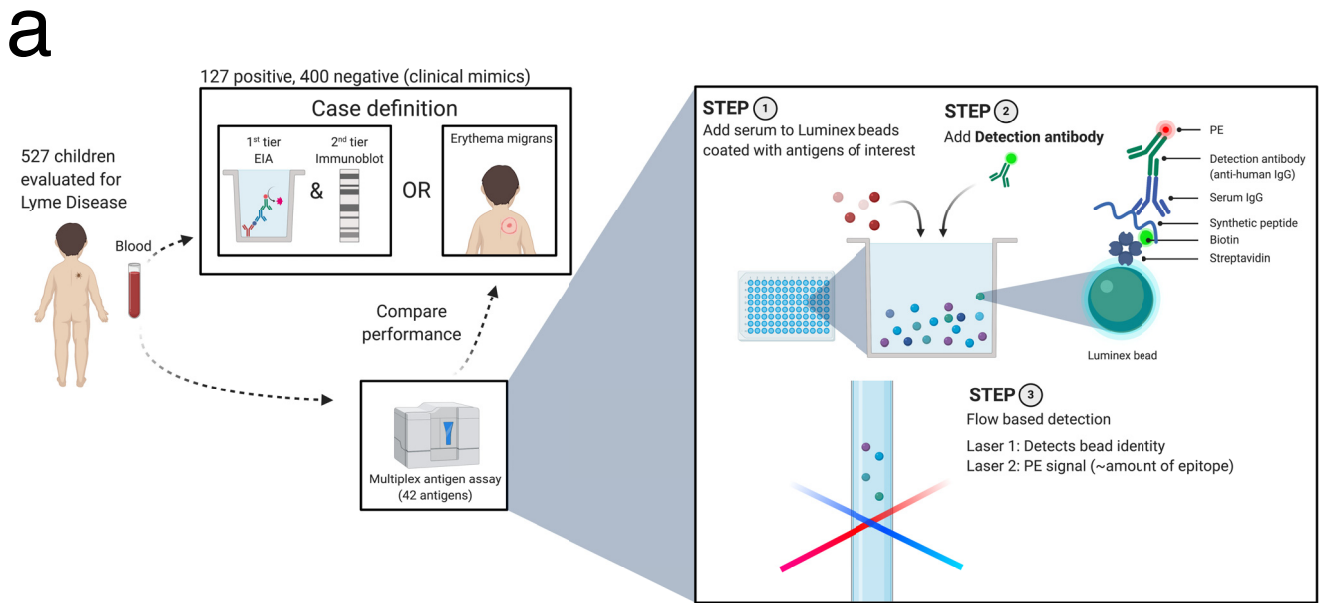 a
127 positive, 400 negative (clinical mimics)
Case definition
1st tier
EIA
&
2nd tier
Immunoblot
OR
Erythema migrans
527 children
evaluated for
Lyme Disease
Blood
Compare
performance
Multiplex antigen assay
(42 antigens)
STEP 1
Add serum to Luminex beads
coated with antigens of interest
STEP 2
Add Detection antibody
PE
Detection antibody
(anti-human IgG)
Serum IgG
Synthetic peptide
Biotin
Streptavidin
Luminex bead
STEP 3
Flow based detection
Laser 1: Detects bead identity
Laser 2: PE signal (~amount of epitope)